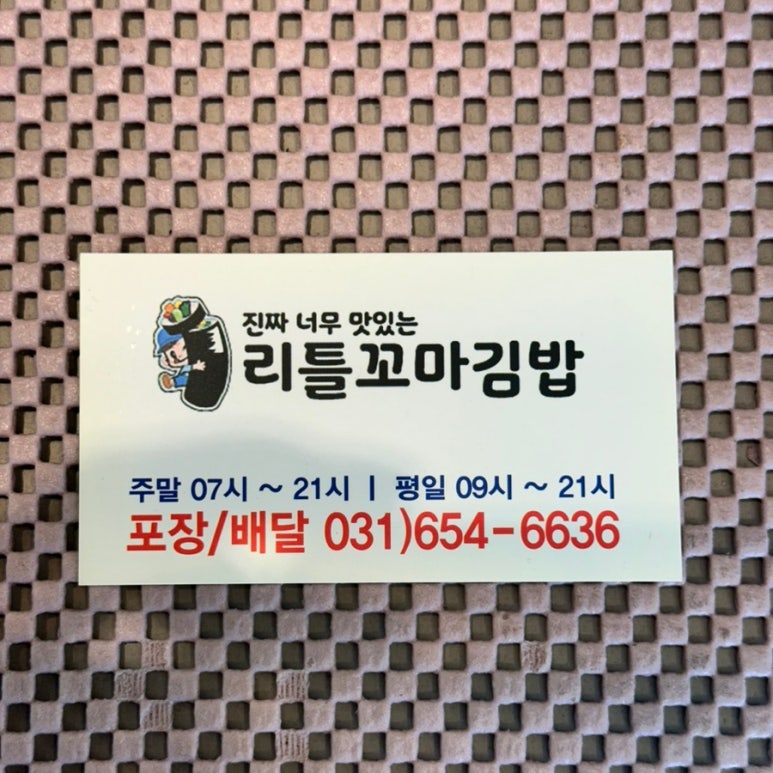 진짜 너무 맛있는
리틀꼬마김밥
주말 07시 ~ 21시 | 평일 09시 ~ 21시
포장/배달 031)654-6636